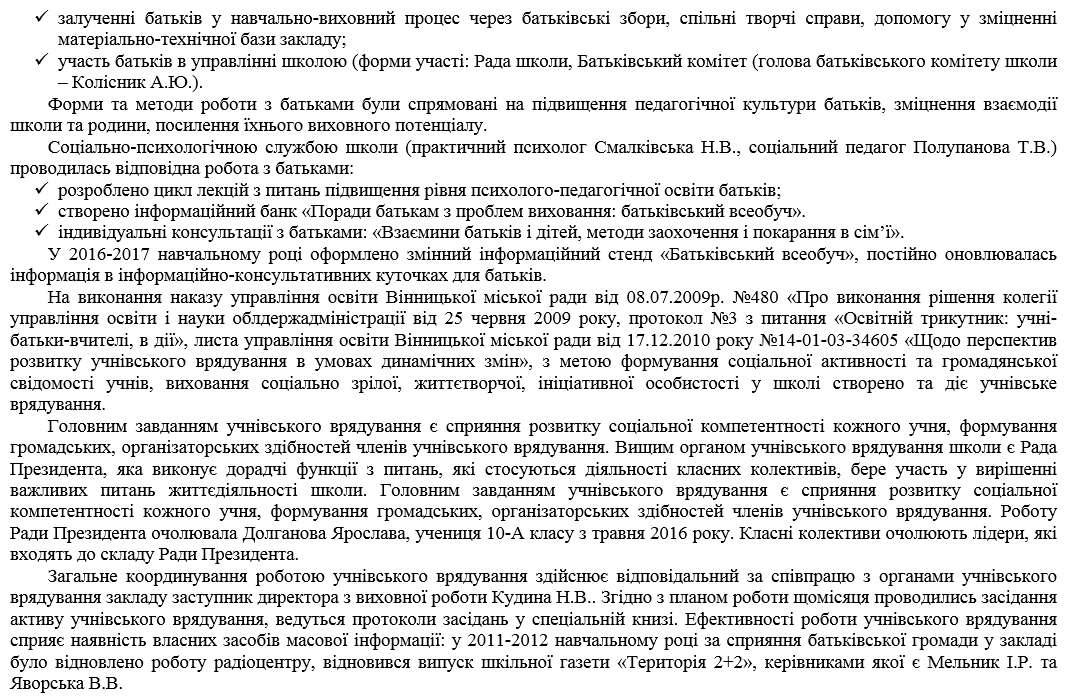 ✓ залученні батьків у навчально-виховний процес через батьківські збори, спільні творчі справи, допомогу у зміцненні
матеріально-технічної бази закладу;
✓ участь батьків в управлінні школою (форми участі: Рада школи, Батьківський комітет (голова батьківського комітету школи
– Колісник А.Ю.).
Форми та методи роботи з батьками були спрямовані на підвищення педагогічної культури батьків, зміцнення взаємодії
школи та родини, посилення їхнього виховного потенціалу.
Соціально-психологічною службою школи (практичний психолог Смалківська Н.В., соціальний педагог Полупанова Т.В.)
проводилась відповідна робота з батьками:
✓ розроблено цикл лекцій з питань підвищення рівня психолого-педагогічної освіти батьків;
✓ створено інформаційний банк «Поради батькам з проблем виховання: батьківський всеобуч».
✓ індивідуальні консультації з батьками: «Взаємини батьків і дітей, методи заохочення і покарання в сім’ї».
У 2016-2017 навчальному році оформлено змінний інформаційний стенд «Батьківський всеобуч», постійно оновлювалась
інформація в інформаційно-консультативних куточках для батьків.
На виконання наказу управління освіти Вінницької міської ради від 08.07.2009р. №480 «Про виконання рішення колегії
управління освіти і науки облдержадміністрації від 25 червня 2009 року, протокол №3 з питання «Освітній трикутник: учні-
батьки-вчителі, в дії», листа управління освіти Вінницької міської ради від 17.12.2010 року №14-01-03-34605 «Щодо перспектив
розвитку учнівського врядування в умовах динамічних змін», з метою формування соціальної активності та громадянської
свідомості учнів, виховання соціально зрілої, життєтворчої, ініціативної особистості у школі створено та діє учнівське
врядування.
Головним завданням учнівського врядування є сприяння розвитку соціальної компетентності кожного учня, формування
громадських, організаторських здібностей членів учнівського врядування. Вищим органом учнівського врядування школи є Рада
Президента, яка виконує дорадчі функції з питань, які стосуються діяльності класних колективів, бере участь у вирішенні
важливих питань життєдіяльності школи. Головним завданням учнівського врядування є сприяння розвитку соціальної
компетентності кожного учня, формування громадських, організаторських здібностей членів учнівського врядування. Роботу
Ради Президента очолювала Долганова Ярослава, учениця 10-А класу з травня 2016 року. Класні колективи очолюють лідери, які
входять до складу Ради Президента.
Загальне координування роботою учнівського врядування здійснює відповідальний за співпрацю з органами учнівського
врядування закладу заступник директора з виховної роботи Кудина Н.В.. Згідно з планом роботи щомісяця проводились засідання
активу учнівського врядування, ведуться протоколи засідань у спеціальній книзі. Ефективності роботи учнівського врядування
сприяє наявність власних засобів масової інформації: у 2011-2012 навчальному році за сприяння батьківської громади у закладі
було відновлено роботу радіоцентру, відновився випуск шкільної газети «Територія 2+2», керівниками якої є Мельник І.Р. та
Яворська В.В.